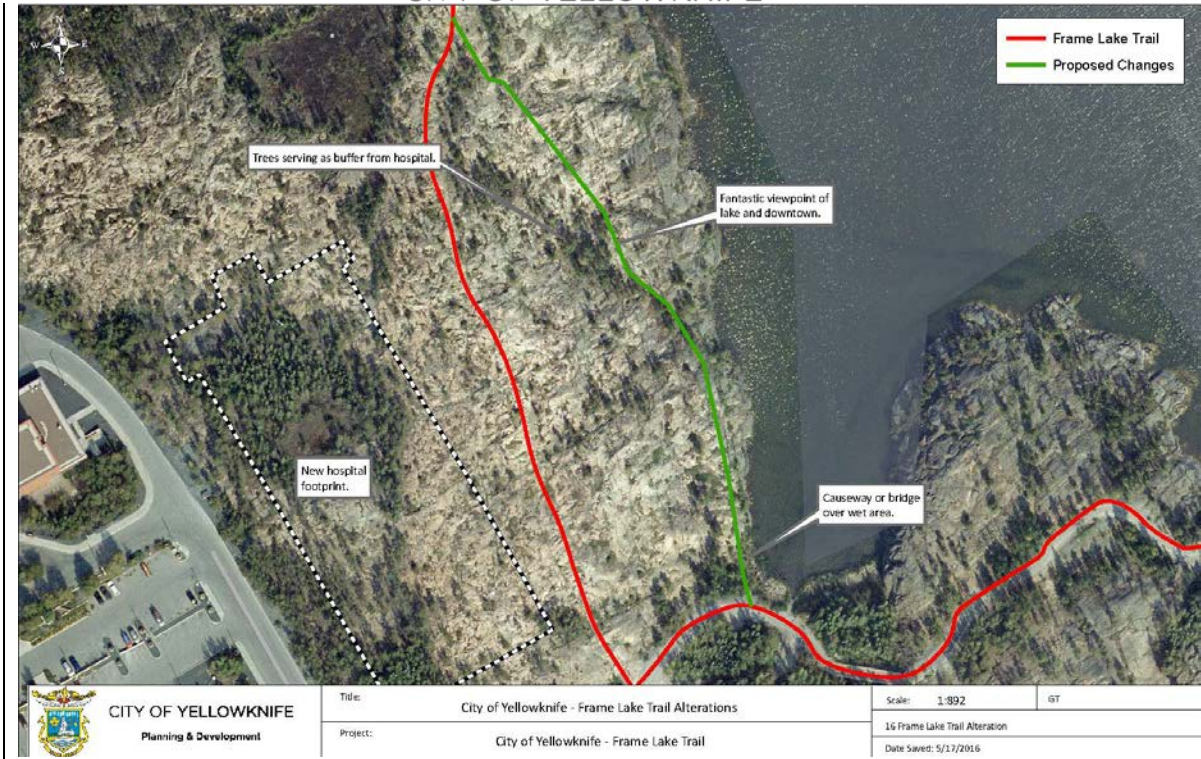 CITY OF YELLOWKNIFE
N
W E
S
Frame Lake Trail
Proposed Changes
Trees serving as buffer from hospital.
Fantastic viewpoint of
lake and downtown.
New hospital
footprint.
Causeway or bridge
over wet area.
CITY OF YELLOWKNIFE
Planning & Development
Title:
City of Yellowknife - Frame Lake Trail Alterations
Project:
City of Yellowknife - Frame Lake Trail
Scale: 1:892
GT
16 Frame Lake Trail Alteration
Date Saved: 5/17/2016